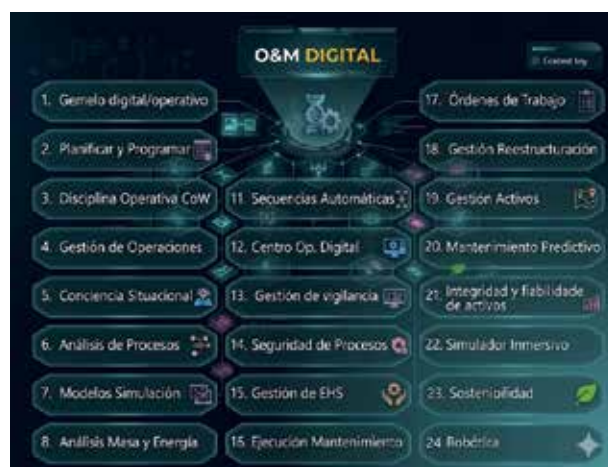 O&M DIGITAL
1. Gemelo digital/operativo
2. Planificar y Programar
3. Disciplina Operativa CoW
4. Gestión de Operaciones
5. Conciencia Situacional
6. Análisis de Procesos
7. Modelos Simulación
8. Análisis Masa y Energía
11. Secuencias Automáticas
12. Centro Op. Digital
13. Gestión de vigilancia
14. Seguridad de Procesos
15. Gestión de EHS
16. Ejecución Mantenimiento
17. Órdenes de Trabajo
18. Gestión Reestructuración
19. Gestión Activos
20. Mantenimiento Predictivo
21. Integridad y fiabilidade
de activos
22. Simulador Inmersivo
23. Sostenibilidad
24 Robótica